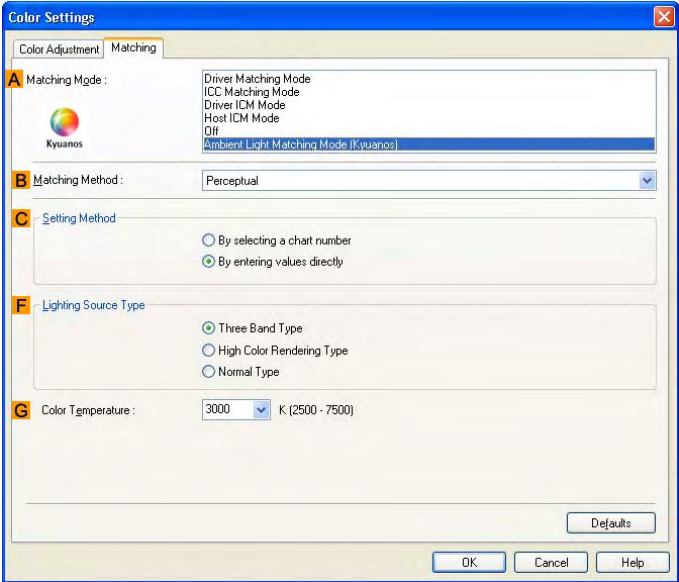 Color Settings
Color Adjustment Matching
A Matching Mode :
Driver Matching Mode
ICC Matching Mode
Driver ICM Mode
Host ICM Mode
Off
Ambient Light Matching Mode (Kyuanos)
Kyuanos
B Matching Method : Perceptual
C Setting Method
By selecting a chart number
By entering values directly
F Lighting Source Type
Three Band Type
High Color Rendering Type
Normal Type
G Color Temperature : 3000 K (2500 - 7500)
Defaults
OK Cancel Help